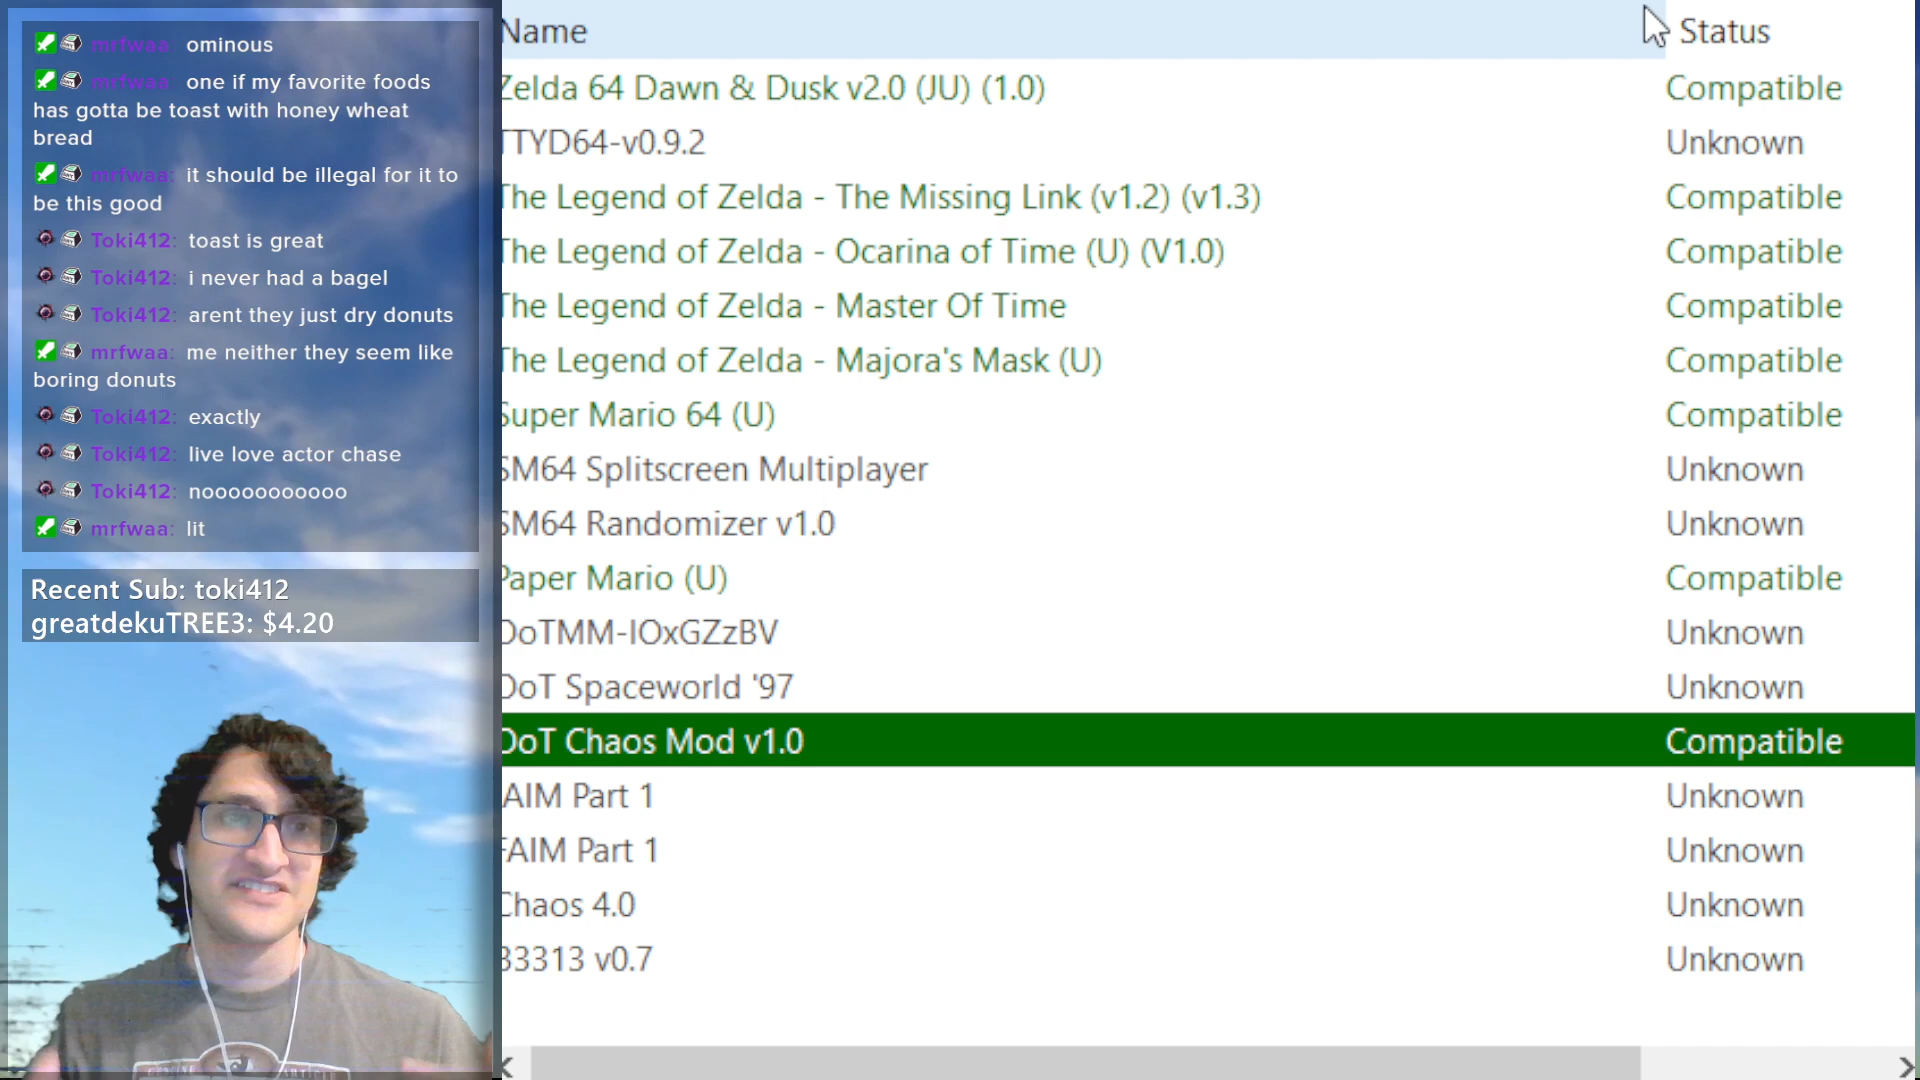 mrfwaa: ominous
mrfwaa: one if my favorite foods
has gotta be toast with honey wheat
bread
mrfwaa: it should be illegal for it to
be this good
Toki412: toast is great
Toki412: i never had a bagel
Toki412: arent they just dry donuts
mrfwaa: me neither they seem like
boring donuts
Toki412: exactly
Toki412: live love actor chase
Toki412: nooooooooooo
mrfwaa: lit
Recent Sub: toki412
greatdekuTREE3: $4.20
Name Status
Zelda 64 Dawn & Dusk v2.0 (JU) (1.0) Compatible
TTYD64-v0.9.2 Unknown
The Legend of Zelda - The Missing Link (v1.2) (v1.3) Compatible
The Legend of Zelda - Ocarina of Time (U) (V1.0) Compatible
The Legend of Zelda - Master Of Time Compatible
The Legend of Zelda - Majora's Mask (U) Compatible
Super Mario 64 (U) Compatible
SM64 Splitscreen Multiplayer Unknown
SM64 Randomizer v1.0 Unknown
Paper Mario (U) Compatible
OoTMM-IOxGZzBV Unknown
OoT Spaceworld '97 Unknown
OoT Chaos Mod v1.0 Compatible
AIM Part 1 Unknown
FAIM Part 1 Unknown
Chaos 4.0 Unknown
B3313 v0.7 Unknown